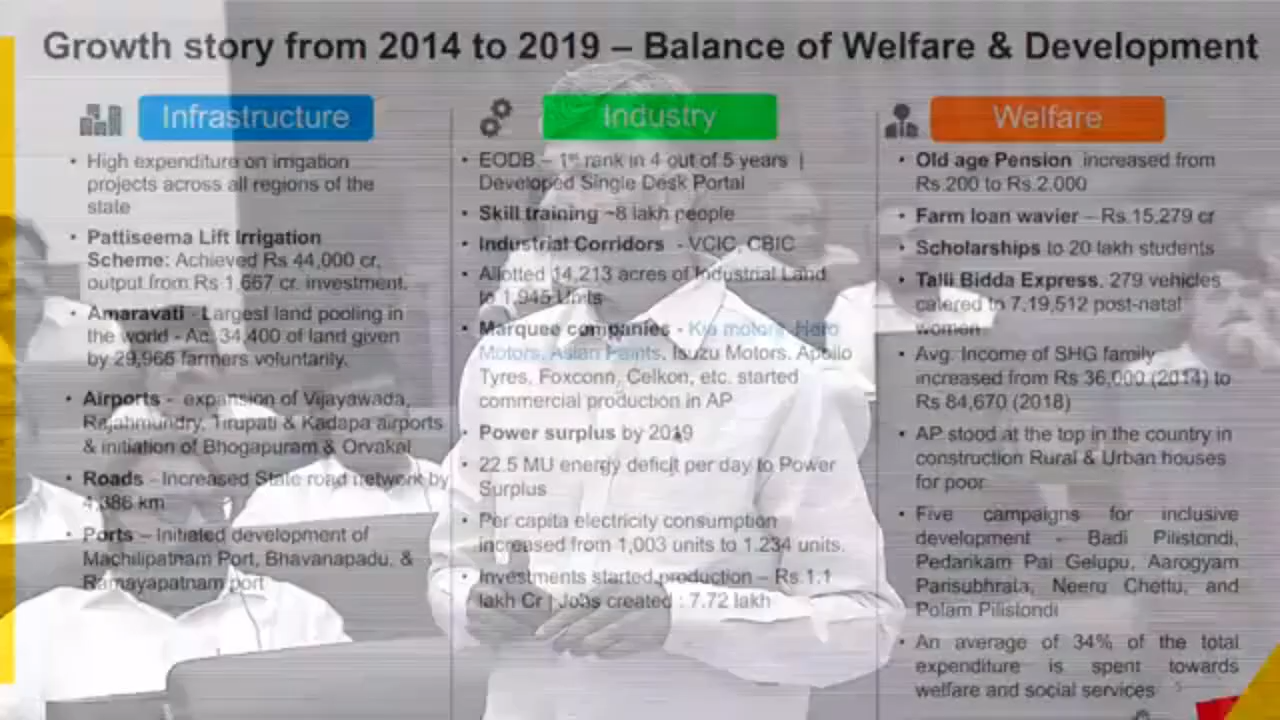 Growth story from 2014 to 2019 – Balance of Welfare & Development
Infrastructure
• High expenditure on irrigation
projects across all regions of the
state
• Pattiseema Lift Irrigation
Scheme: Achieved Rs 44,000 cr.
output from Rs 1,667 cr. investment.
• Amaravati - Largest land pooling in
the world - Ac. 34,400 of land given
by 29,966 farmers voluntarily.
• Airports - expansion of Vijayawada,
Rajahmundry, Tirupati & Kadapa airports
& initiation of Bhogapuram & Orvakal
• Roads – Increased State road network by
4,386 km
• Ports – Initiated development of
Machilipatnam Port, Bhavanapadu, &
Ramayapatnam port
Industry
• EODB – 1st rank in 4 out of 5 years |
Developed Single Desk Portal
• Skill training ~8 lakh people
• Industrial Corridors - VCIC, CBIC
• Allotted 14,213 acres of Industrial Land
to 1,945 Units
• Marquee companies - Kia motors, Hero
Motors, Asian Paints, Isuzu Motors, Apollo
Tyres, Foxconn, Celkon, etc. started
commercial production in AP
• Power surplus by 2019
• 22.5 MU energy deficit per day to Power
Surplus
• Per capita electricity consumption
increased from 1,003 units to 1,234 units.
• Investments started production – Rs.1.1
lakh Cr | Jobs created : 7.72 lakh
Welfare
• Old age Pension increased from
Rs.200 to Rs.2,000
• Farm loan wavier – Rs.15,279 cr
• Scholarships to 20 lakh students
• Talli Bidda Express, 279 vehicles
catered to 7,19,512 post-natal
women
• Avg. Income of SHG family
increased from Rs 36,000 (2014) to
Rs 84,670 (2018)
• AP stood at the top in the country in
construction Rural & Urban houses
for poor
• Five campaigns for inclusive
development - Badi Pilistondi,
Pedarikam Pai Gelupu, Aarogyam
Parisubhrata, Neeru Chettu, and
Polam Pilistondi
• An average of 34% of the total
expenditure is spent towards
welfare and social services
5